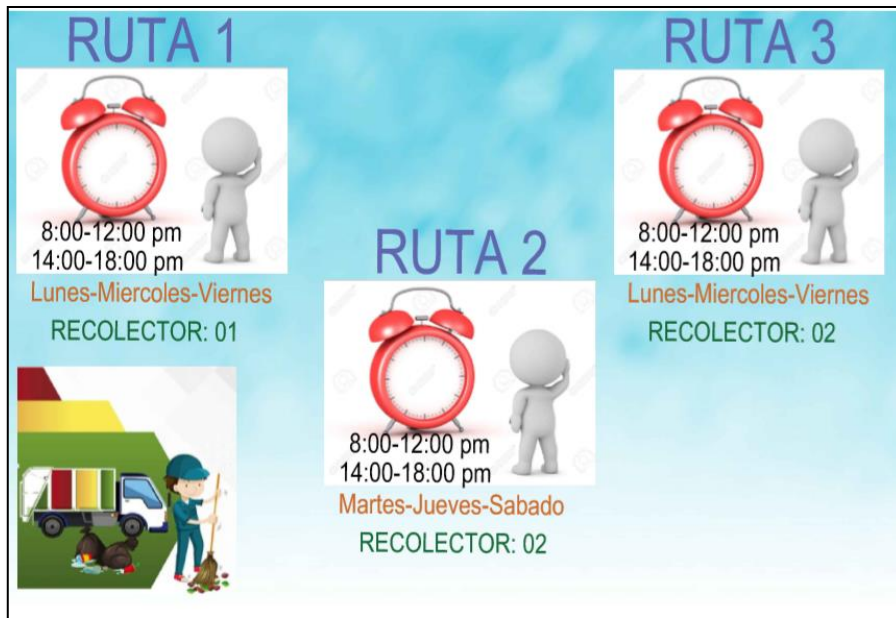 RUTA 1
8:00-12:00 pm
14:00-18:00 pm
Lunes-Miercoles-Viernes
RECOLECTOR: 01
RUTA 2
8:00-12:00 pm
14:00-18:00 pm
Martes-Jueves-Sabado
RECOLECTOR: 02
RUTA 3
8:00-12:00 pm
14:00-18:00 pm
Lunes-Miercoles-Viernes
RECOLECTOR: 02